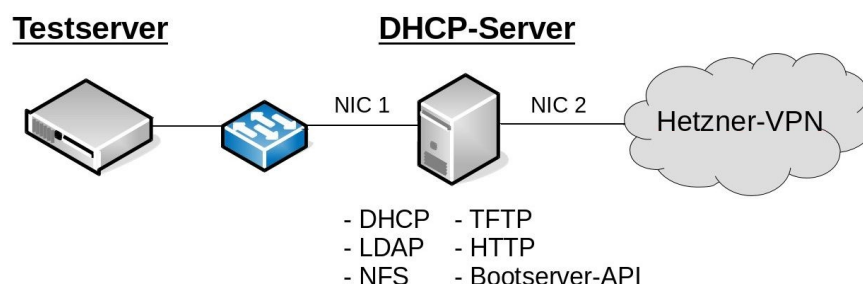 Testserver
DHCP-Server
NIC 1
NIC 2
Hetzner-VPN
- DHCP - TFTP
- LDAP - HTTP
- NFS - Bootserver-API